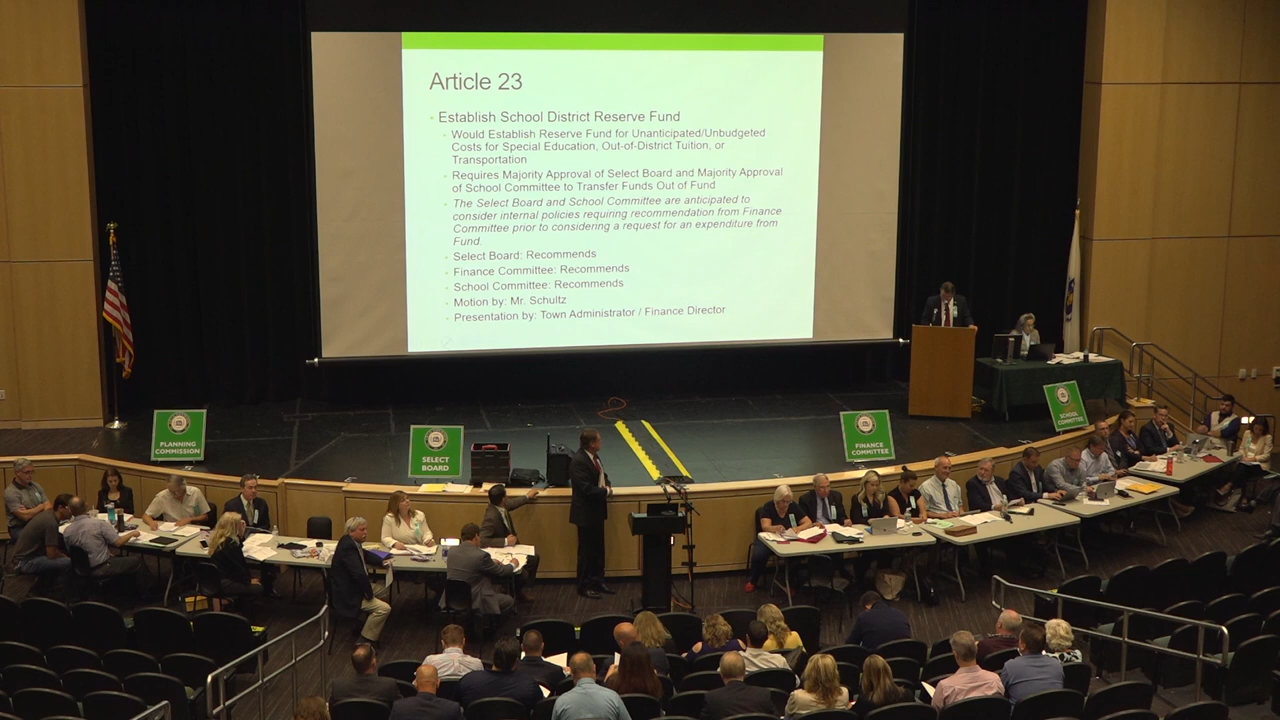 Article 23
Establish School District Reserve Fund
Would Establish Reserve Fund for Unanticipated/Unbudgeted
Costs for Special Education, Out-of-District Tuition, or
Transportation
Requires Majority Approval of Select Board and Majority Approval
of School Committee to Transfer Funds Out of Fund
The Select Board and School Committee are anticipated to
consider internal policies requiring recommendation from Finance
Committee prior to considering a request for an expenditure from
Fund.
Select Board: Recommends
Finance Committee: Recommends
School Committee: Recommends
Motion by: Mr. Schultz
Presentation by: Town Administrator / Finance Director
PLANNING
COMMISSION
SELECT
BOARD
FINANCE
COMMITTEE
SCHOOL
COMMITTEE